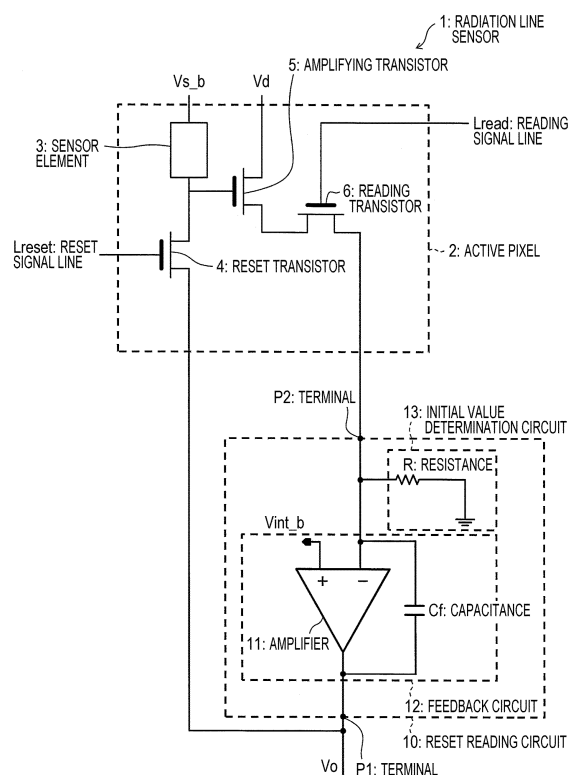 1: RADIATION LINE
SENSOR
5: AMPLIFYING TRANSISTOR
Vs_b
Vd
3: SENSOR
ELEMENT
Lread: READING
SIGNAL LINE
6: READING
TRANSISTOR
Lreset: RESET
SIGNAL LINE
4: RESET TRANSISTOR
2: ACTIVE PIXEL
P2: TERMINAL
13: INITIAL VALUE
DETERMINATION CIRCUIT
R: RESISTANCE
Vint_b
+
−
Cf: CAPACITANCE
11: AMPLIFIER
12: FEEDBACK CIRCUIT
10: RESET READING CIRCUIT
Vo
P1: TERMINAL